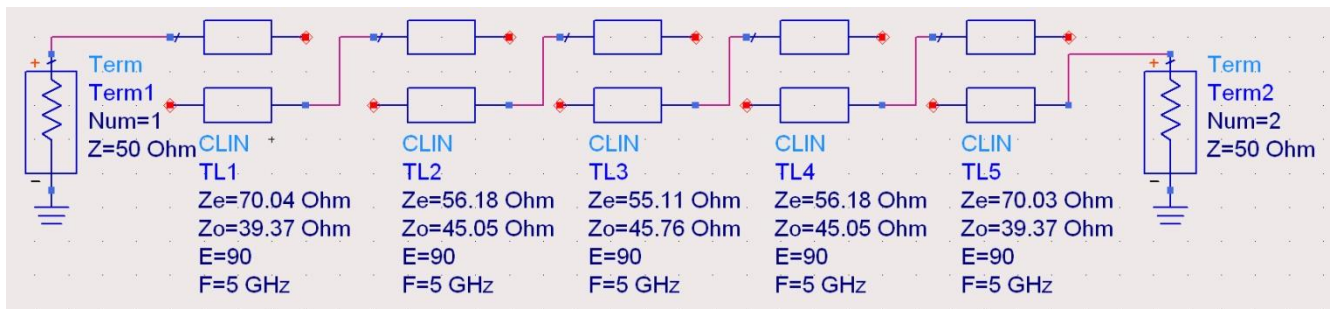 +
Term
Term1
Num=1
Z=50 Ohm
-
CLIN
TL1
Ze=70.04 Ohm
Zo=39.37 Ohm
E=90
F=5 GHz
CLIN
TL2
Ze=56.18 Ohm
Zo=45.05 Ohm
E=90
F=5 GHz
CLIN
TL3
Ze=55.11 Ohm
Zo=45.76 Ohm
E=90
F=5 GHz
CLIN
TL4
Ze=56.18 Ohm
Zo=45.05 Ohm
E=90
F=5 GHz
CLIN
TL5
Ze=70.03 Ohm
Zo=39.37 Ohm
E=90
F=5 GHz
+
Term
Term2
Num=2
Z=50 Ohm
-